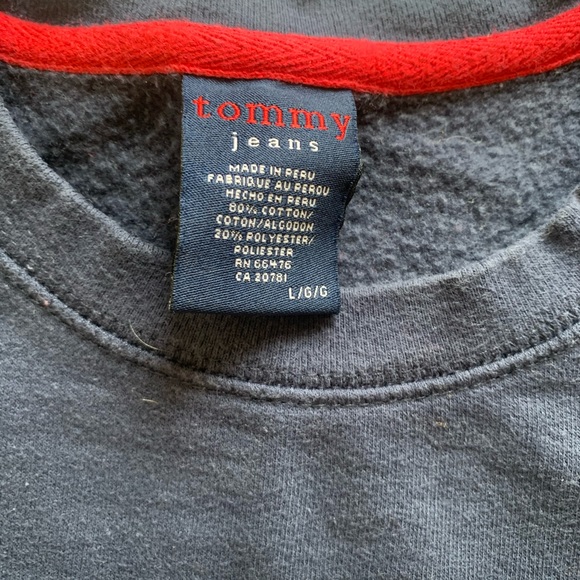 tommy
jeans
MADE IN PERU
FABRIQUE AU PEROU
HECHO EN PERU
80% COTTON/
COTON/ALGODON
20% POLYESTER/
POLIESTER
RN 66476
CA 20781
L/G/G